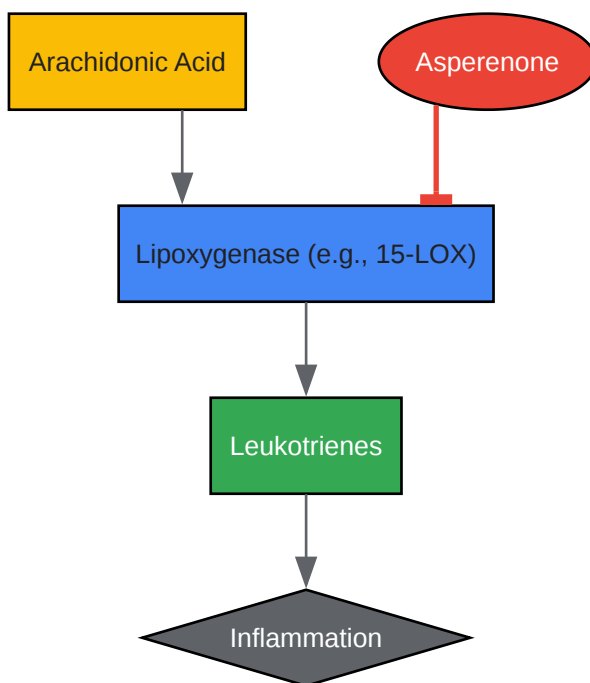 Arachidonic Acid
Asperenone
Lipoxygenase (e.g., 15-LOX)
Leukotrienes
Inflammation